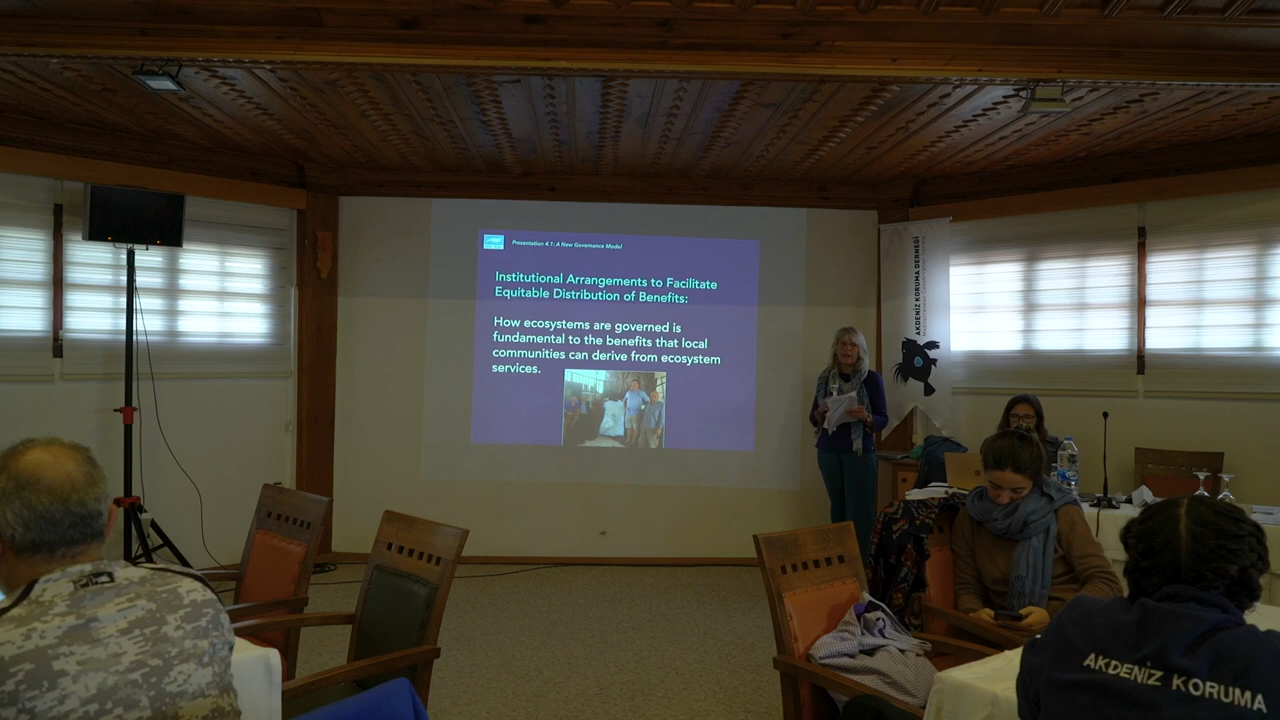 Presentation 4.1: A New Governance Model
Institutional Arrangements to Facilitate
Equitable Distribution of Benefits:
How ecosystems are governed is
fundamental to the benefits that local
communities can derive from ecosystem
services.
AKDENİZ KORUMA DERNEĞİ
AKDENİZ KORUMA